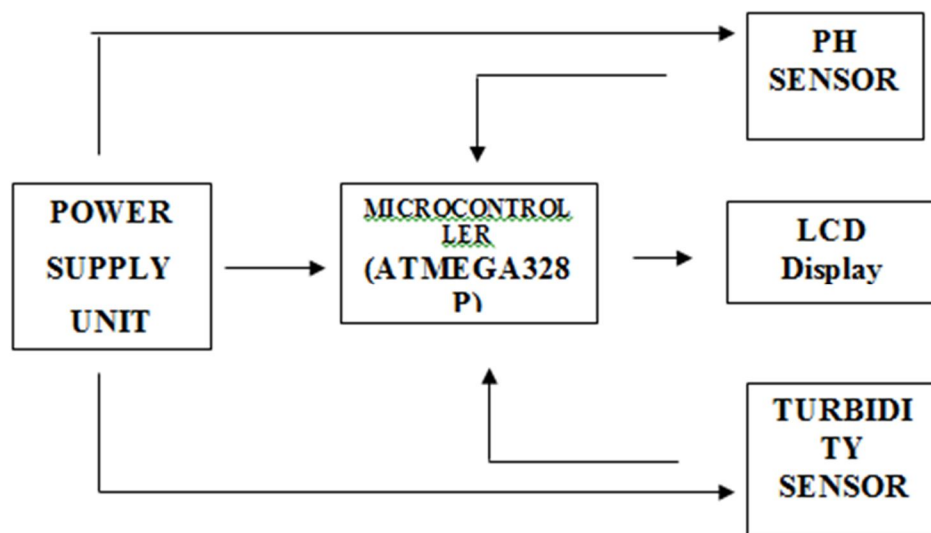 PH
SENSOR
POWER
SUPPLY
UNIT
MICROCONTROL
LER
(ATMEGA328
P)
LCD
Display
TURBIDI
TY
SENSOR